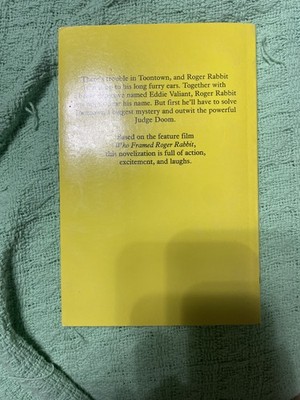 There's trouble in Toontown, and Roger Rabbit
to his long furry ears. Together with
named Eddie Valiant, Roger Rabbit
his name. But first he'll have to solve
biggest mystery and outwit the powerful
Judge Doom.
Based on the feature film
Who Framed Roger Rabbit,
this novelization is full of action,
excitement, and laughs.